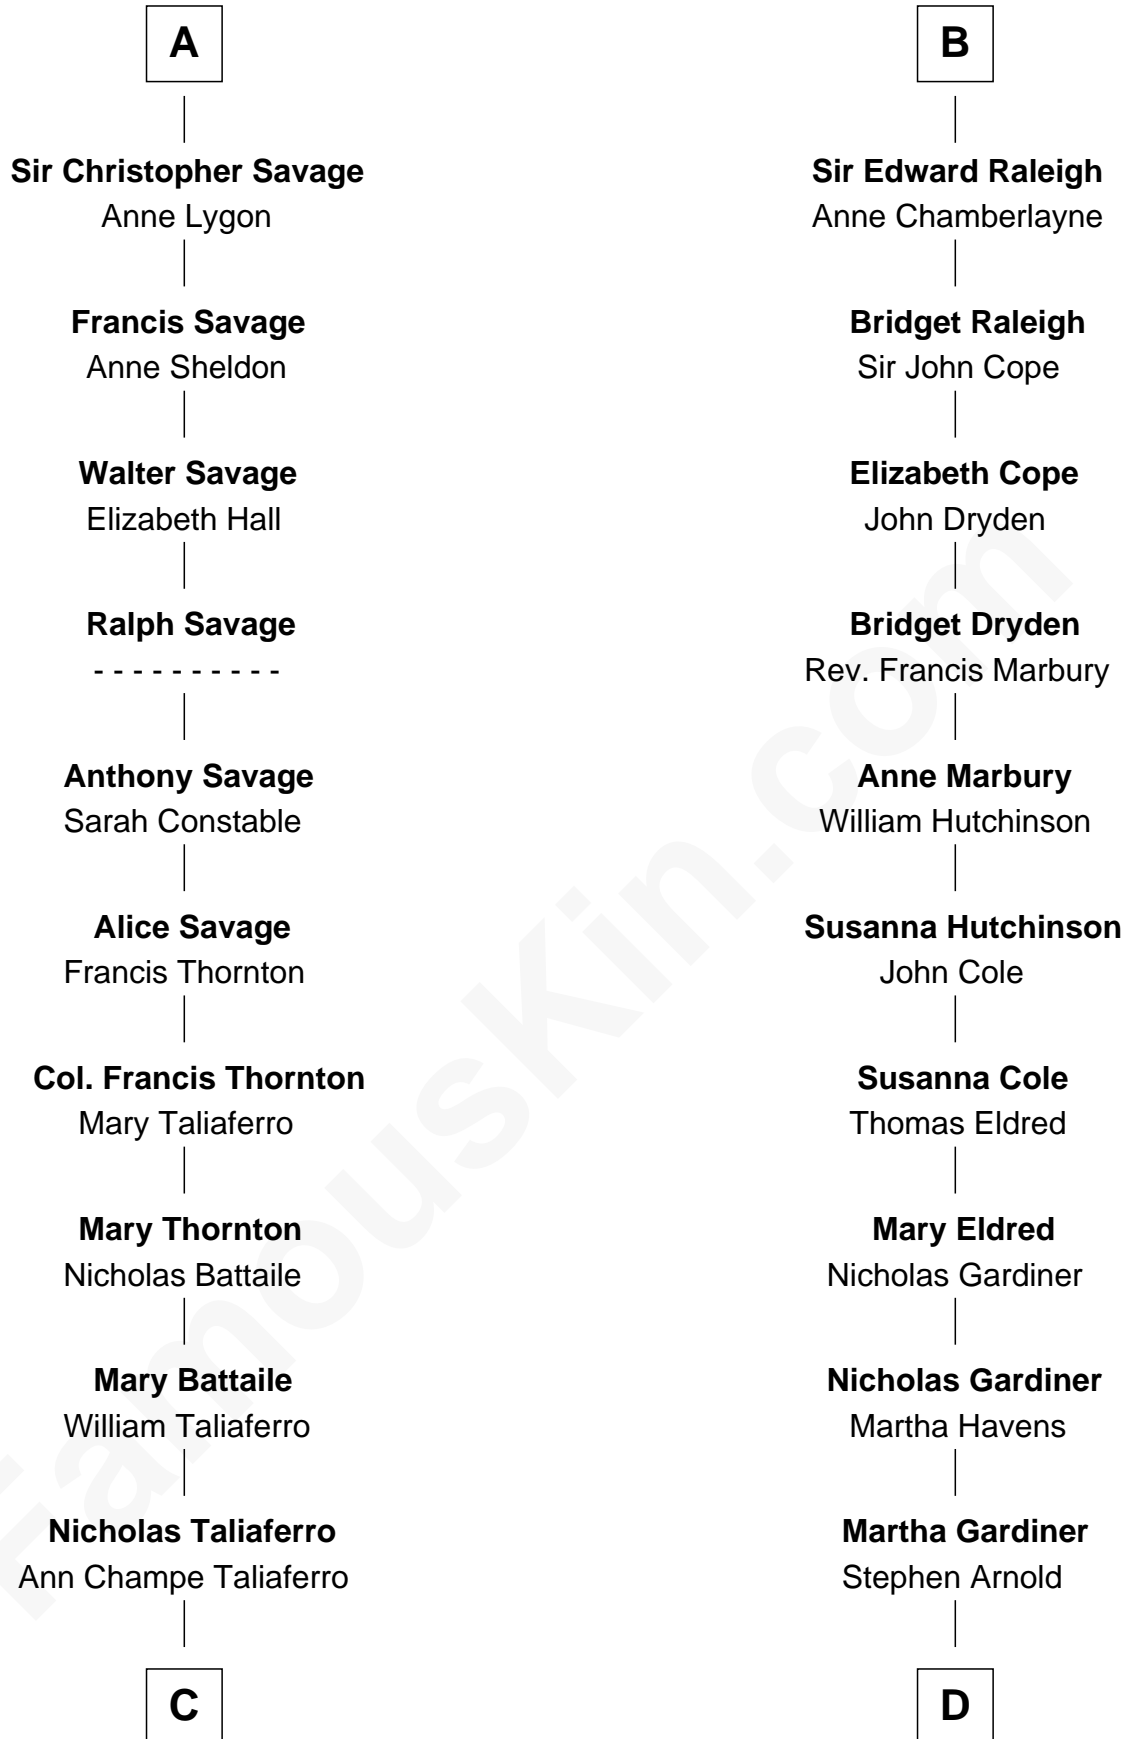 A
Sir Christopher Savage
Anne Lygon
Francis Savage
Anne Sheldon
Walter Savage
Elizabeth Hall
Ralph Savage
- - - - - - - - - -
Anthony Savage
Sarah Constable
Alice Savage
Francis Thornton
Col. Francis Thornton
Mary Taliaferro
Mary Thornton
Nicholas Battaile
Mary Battaile
William Taliaferro
Nicholas Taliaferro
Ann Champe Taliaferro
C
B
Sir Edward Raleigh
Anne Chamberlayne
Bridget Raleigh
Sir John Cope
Elizabeth Cope
John Dryden
Bridget Dryden
Rev. Francis Marbury
Anne Marbury
William Hutchinson
Susanna Hutchinson
John Cole
Susanna Cole
Thomas Eldred
Mary Eldred
Nicholas Gardiner
Nicholas Gardiner
Martha Havens
Martha Gardiner
Stephen Arnold
D
FamousKin.com